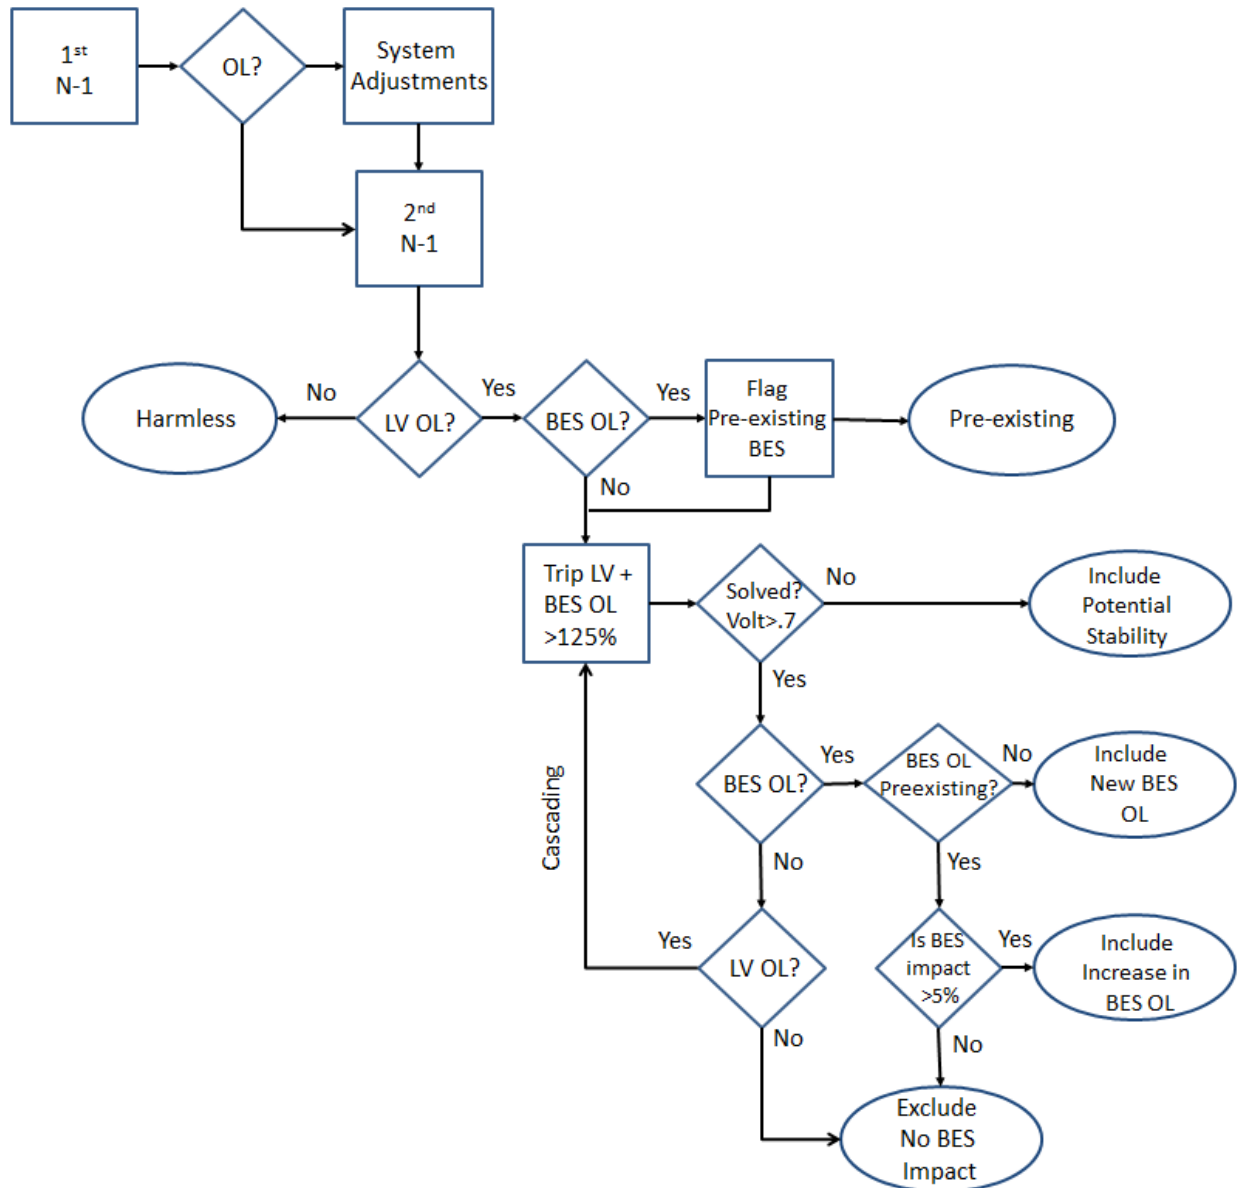 1st
N-1
OL?
System
Adjustments
2nd
N-1
Harmless
No
LV OL?
Yes
BES OL?
Yes
Flag
Pre-existing
BES
Pre-existing
No
Trip LV +
BES OL
>125%
Solved?
Volt>.7
No
Include
Potential
Stability
Yes
BES OL?
Yes
BES OL
Preexisting?
No
Include
New BES
OL
Cascading
No
Yes
Yes
LV OL?
Is BES
impact
>5%
Yes
Include
Increase in
BES OL
No
No
Exclude
No BES
Impact